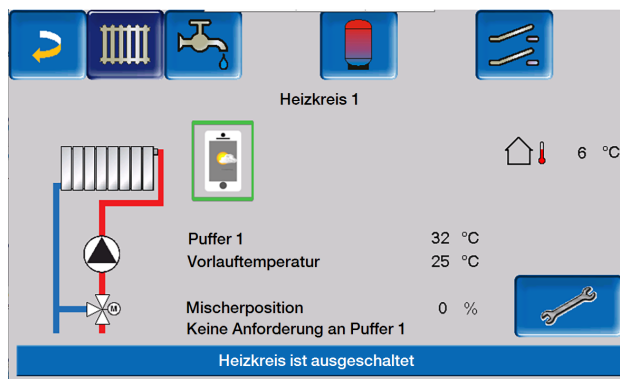 Heizkreis 1
6 °C
Puffer 1 32 °C
Vorlauftemperatur 25 °C
M
Mischerposition 0 %
Keine Anforderung an Puffer 1
Heizkreis ist ausgeschaltet